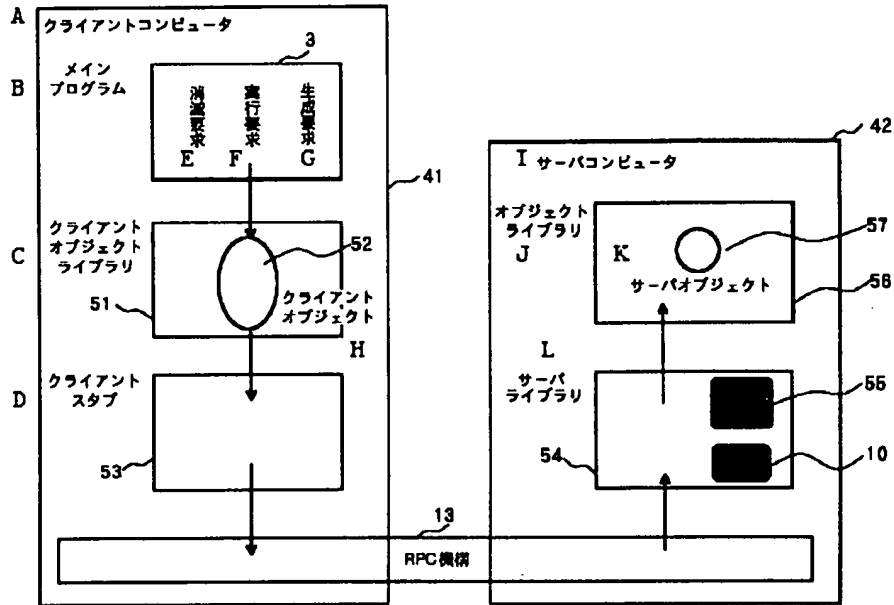 A
クライアントコンピュータ
3
B
メイン
プログラム
消滅要求
実行要求
生成要求
E
F
G
41
C
クライアント
オブジェクト
ライブラリ
51
52
クライアント
オブジェクト
H
D
クライアント
スタブ
53
13
RPC機構
42
I サーバコンピュータ
オブジェクト
ライブラリ
J
K
57
サーバオブジェクト
56
L
サーバ
ライブラリ
55
54
10